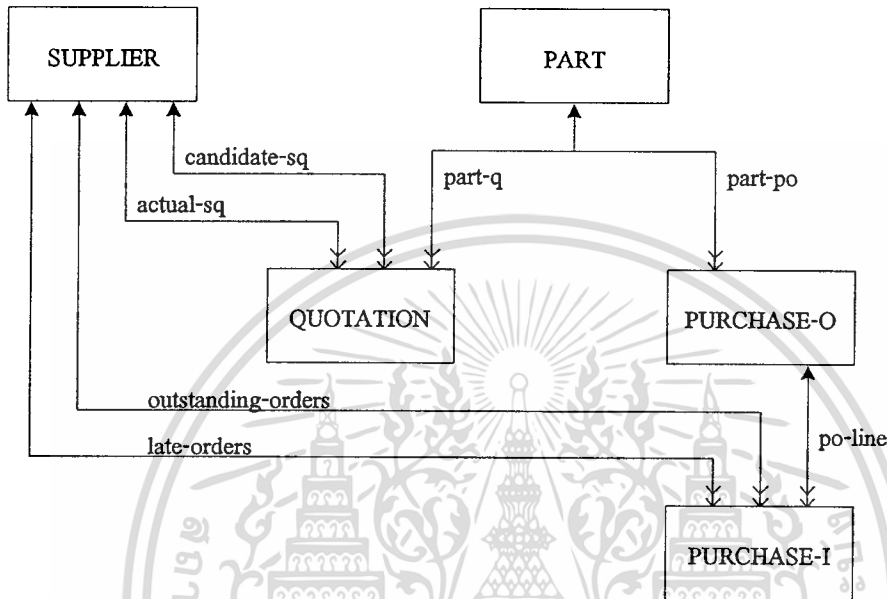 SUPPLIER
PART
candidate-sq
part-q
part-po
actual-sq
QUOTATION
PURCHASE-O
outstanding-orders
late-orders
po-line
PURCHASE-I